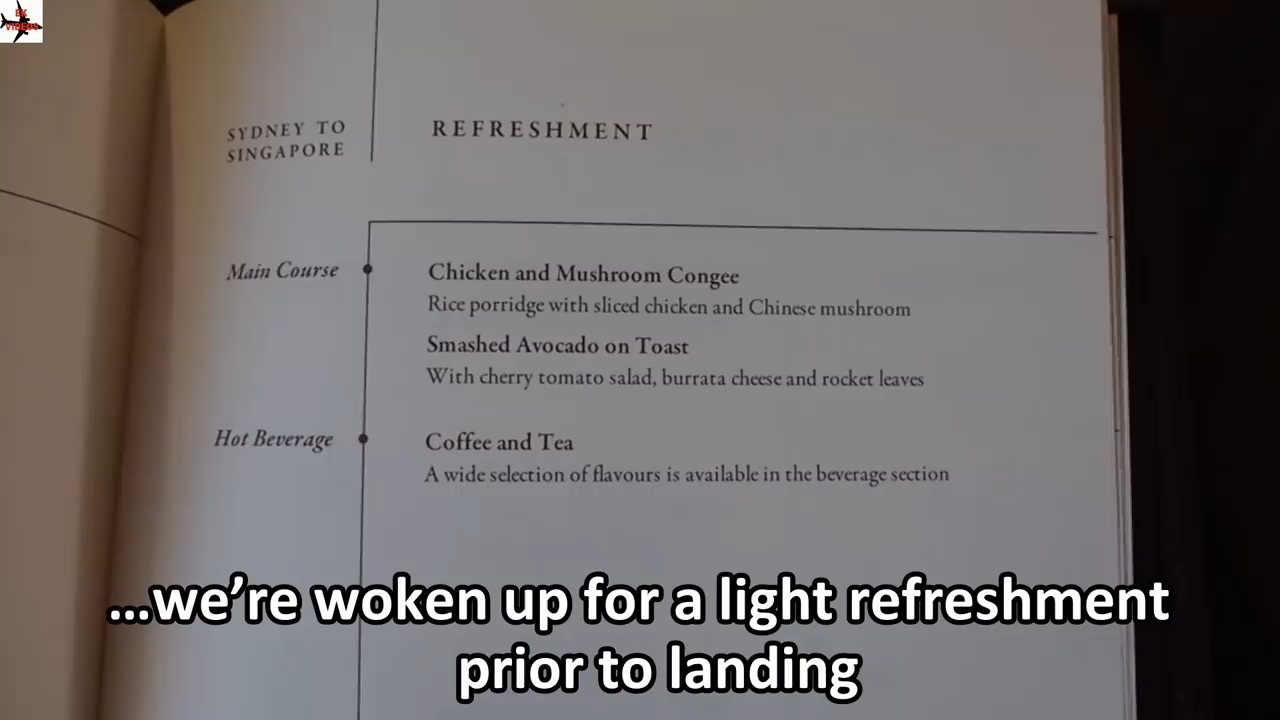 EK
VIDEOS
SYDNEY TO
SINGAPORE
REFRESHMENT
Main Course
Chicken and Mushroom Congee
Rice porridge with sliced chicken and Chinese mushroom
Smashed Avocado on Toast
With cherry tomato salad, burrata cheese and rocket leaves
Hot Beverage
Coffee and Tea
A wide selection of flavours is available in the beverage section
...we're woken up for a light refreshment
prior to landing